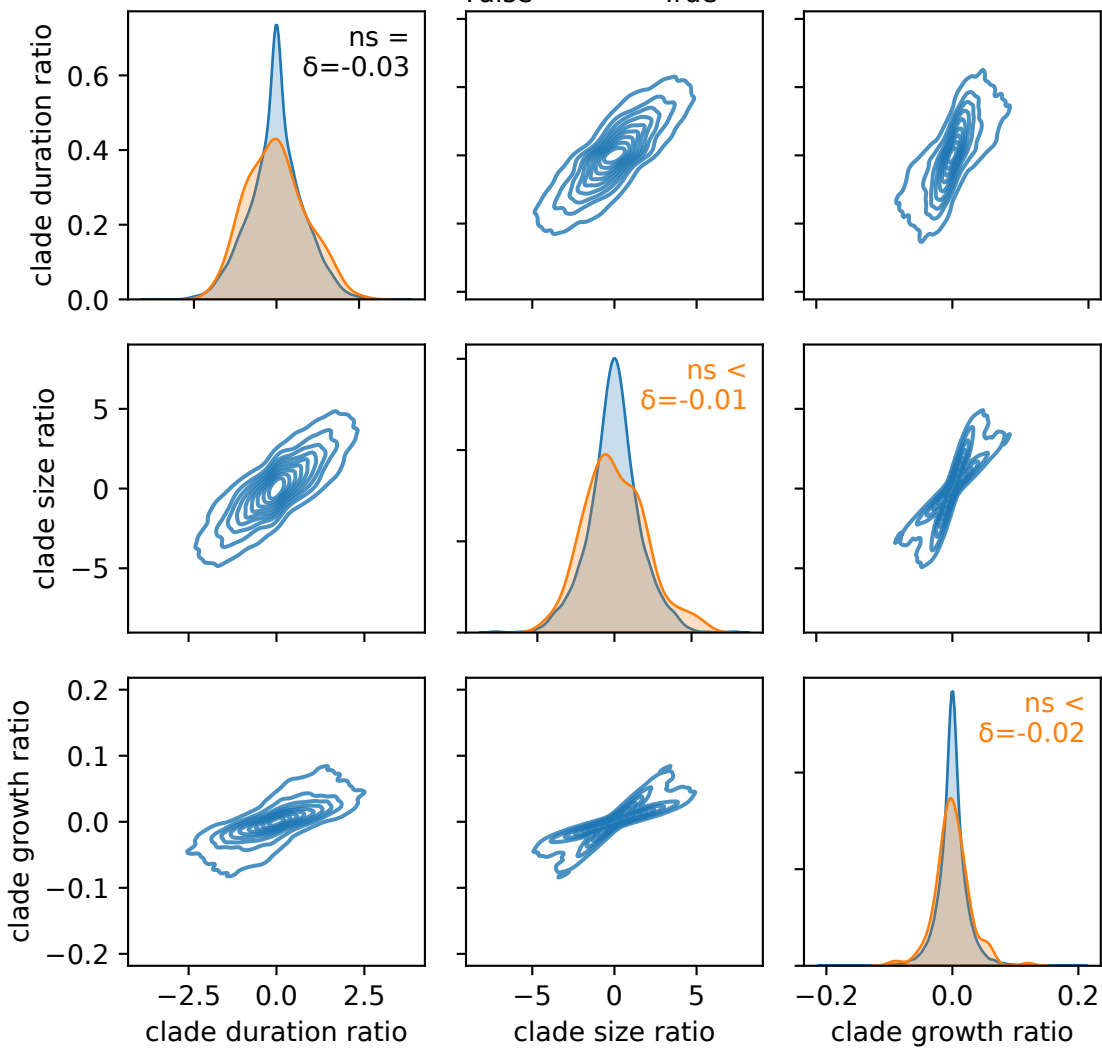 clade duration ratio
0.6
0.4
0.2
0.0
ns =
δ=-0.03
clade size ratio
5
0
−5
ns <
δ=-0.01
clade growth ratio
0.2
0.1
0.0
−0.1
−0.2
ns <
δ=-0.02
−2.5 0.0 2.5
clade duration ratio
−5 0 5
clade size ratio
−0.2 0.0 0.2
clade growth ratio